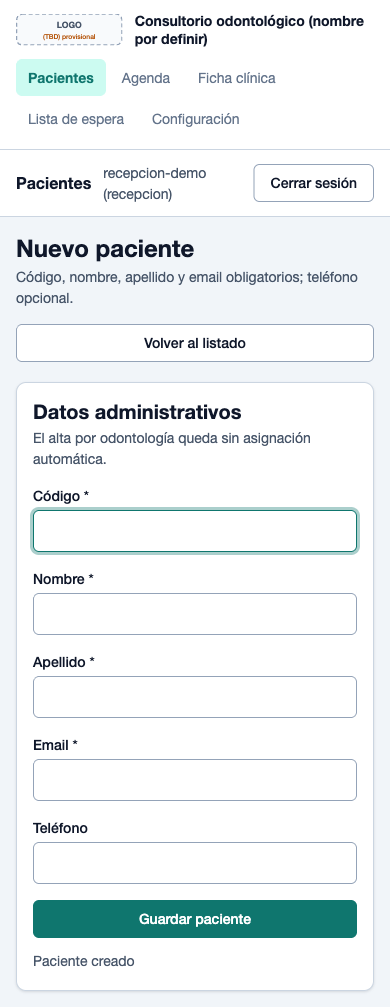 LOGO
(TBD) provisional
Consultorio odontológico (nombre
por definir)
Pacientes
Agenda
Ficha clínica
Lista de espera
Configuración
Pacientes
recepcion-demo
(recepcion)
Cerrar sesión
Nuevo paciente
Código, nombre, apellido y email obligatorios; teléfono
opcional.
Volver al listado
Datos administrativos
El alta por odontología queda sin asignación
automática.
Código *
Nombre *
Apellido *
Email *
Teléfono
Guardar paciente
Paciente creado